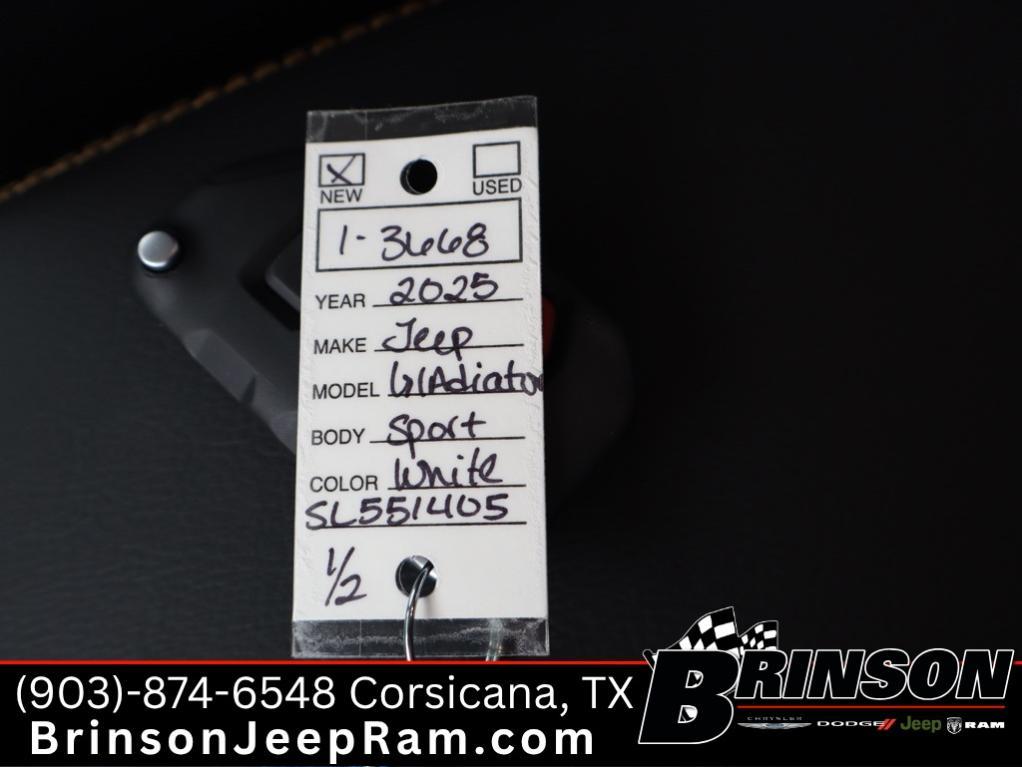 X
NEW USED
1-3668
YEAR 2025
MAKE Jeep
MODEL GlAdiator
BODY Sport
COLOR White
SL551405
1/2
(903)-874-6548 Corsicana, TX
BrinsonJeepRam.com
BRINSON
CHRYSLER DODGE// Jeep RAM